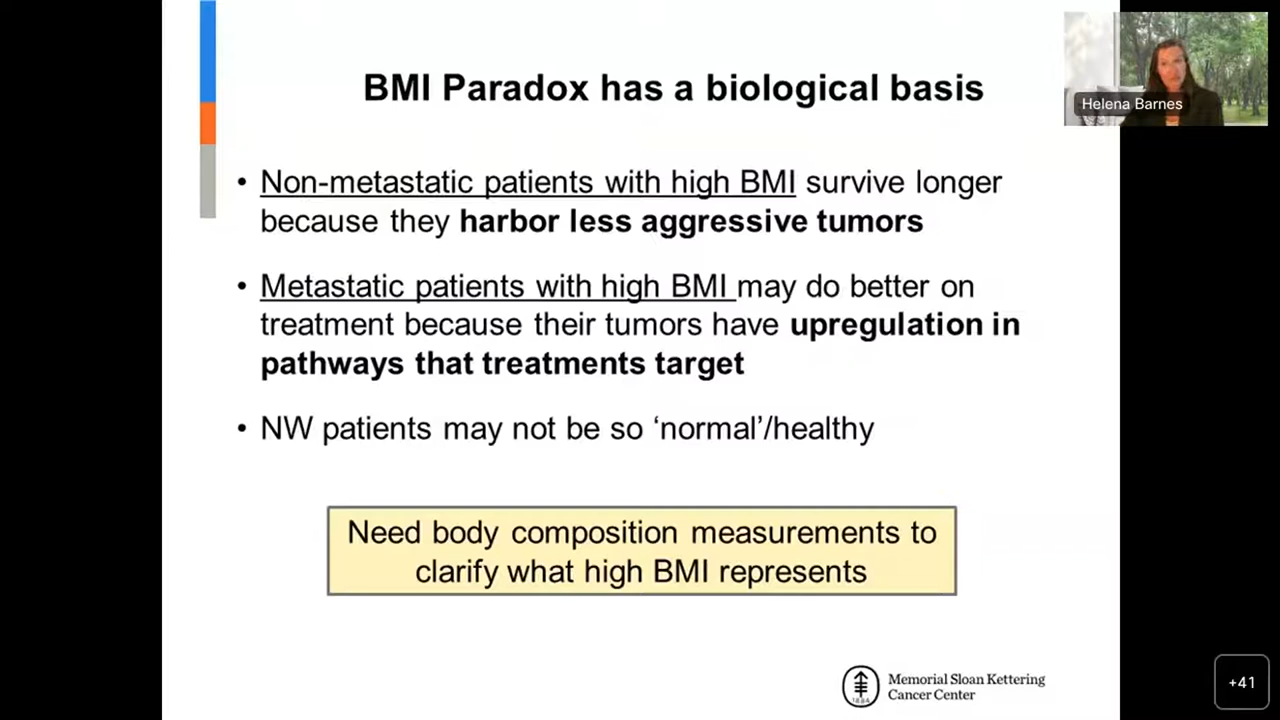 BMI Paradox has a biological basis
Helena Barnes
• Non-metastatic patients with high BMI survive longer
because they harbor less aggressive tumors
• Metastatic patients with high BMI may do better on
treatment because their tumors have upregulation in
pathways that treatments target
• NW patients may not be so ‘normal’/healthy
Need body composition measurements to
clarify what high BMI represents
1884
Memorial Sloan Kettering
Cancer Center
+41